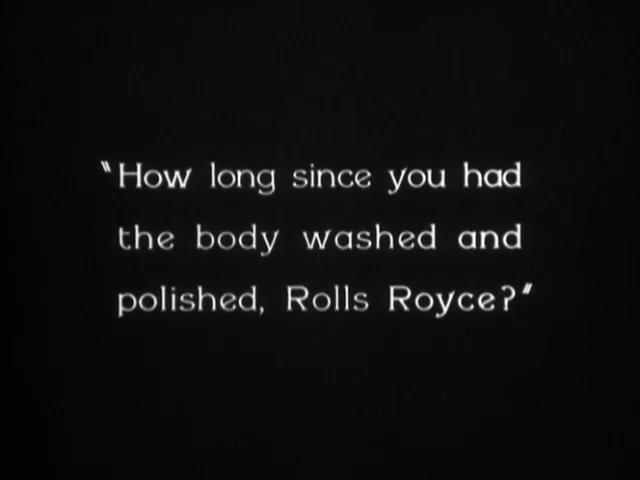 "How long since you had
the body washed and
polished, Rolls Royce?"